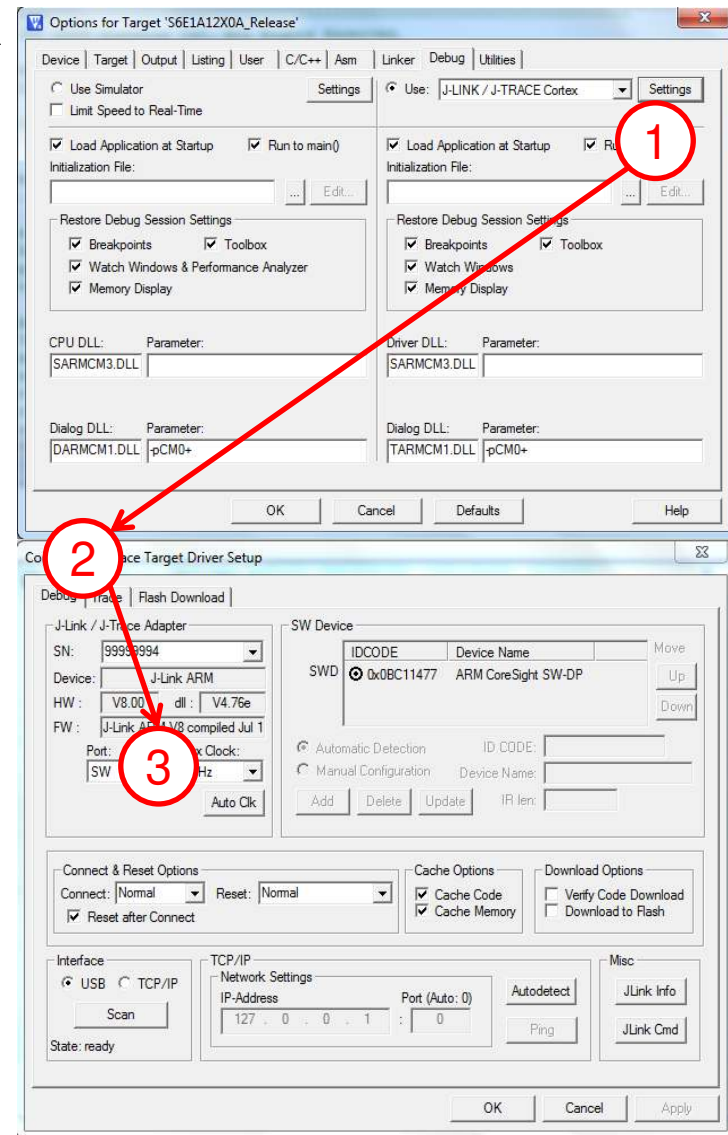 Options for Target 'S6E1A12X0A_Release'
Device Target Output Listing User C/C++ Asm Linker Debug Utilities
Use Simulator Settings
Limit Speed to Real-Time
Use: J-LINK / J-TRACE Cortex Settings
1
Load Application at Startup Run to main()
Initialization File:
... Edit...
Load Application at Startup
Initialization File:
... Edit...
Restore Debug Session Settings
Breakpoints Toolbox
Watch Windows & Performance Analyzer
Memory Display
Restore Debug Session Settings
Breakpoints Toolbox
Watch Windows
Memory Display
CPU DLL: Parameter:
SARMCM3.DLL
Driver DLL: Parameter:
SARMCM3.DLL
Dialog DLL: Parameter:
DARMCM1.DLL -pCM0+
Dialog DLL: Parameter:
TARMCM1.DLL -pCM0+
OK Cancel Defaults Help
2
Target Driver Setup
Debug Trace Flash Download
J-Link / J-Trace Adapter
SN: 99999994
Device: J-Link ARM
HW : V8.00 dll : V4.76e
FW : J-Link ARM V8 compiled Jul 1
Port: Clock:
SW Hz
3
Auto Clk
SW Device
IDCODE Device Name Move
SWD 0x0BC11477 ARM CoreSight SW-DP Up
Down
Automatic Detection ID CODE:
Manual Configuration Device Name:
Add Delete Update IR len:
Connect & Reset Options
Connect: Normal Reset: Normal
Reset after Connect
Cache Options
Cache Code
Cache Memory
Download Options
Verify Code Download
Download to Flash
Interface
USB TCP/IP
Scan
State: ready
TCP/IP
Network Settings
IP-Address Port (Auto: 0)
127 . 0 . 0 . 1 : 0
Autodetect
Ping
Misc
JLink Info
JLink Cmd
OK Cancel Apply